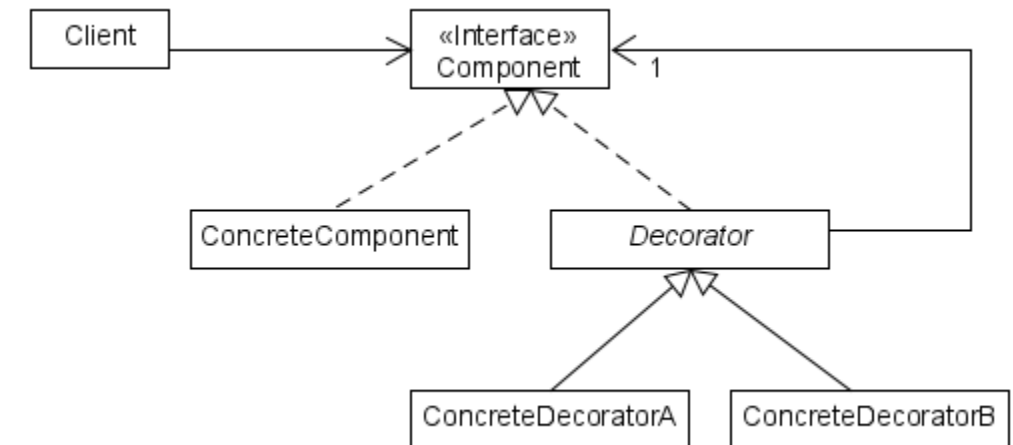 Client
«Interface»
Component
1
ConcreteComponent
Decorator
ConcreteDecoratorA
ConcreteDecoratorB